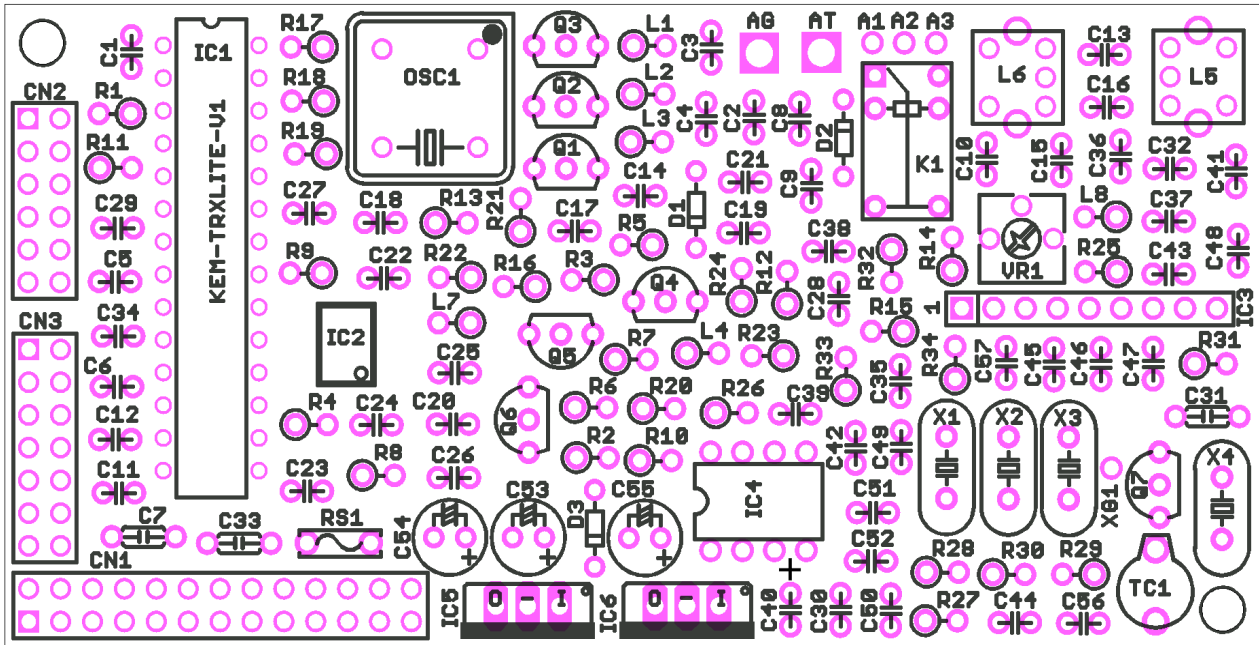 R17
Q3
L1
AG
AT
A1 A2 A3
C13
C1
IC1
OSC1
C3
L6
L5
CN2
R1
R18
Q2
L2
C16
R11
R19
Q1
L3
C4
C2
C8
D2
K1
C10
C15
C36
C32
C41
C29
KEM-TRXLITE-V1
C27
C18
R13
R21
C17
C14
R5
D1
C21
C19
C9
C38
L8
C37
C5
R9
C22
R22
R16
R3
Q4
R24
R12
C28
R32
R14
VR1
R25
C43
C48
CN3
C34
IC2
L7
Q5
R7
L4
R23
R15
1
IC3
C6
C25
R33
C35
R34
C57
C45
C46
C47
R31
C12
R4
C24
C20
Q6
R6
R20
R26
C39
X1
X2
X3
C31
C11
C23
R8
C26
R2
R10
C42
C49
X4
C7
C33
RS1
C54
C53
D3
C55
IC4
C51
XG1
Q7
C52
CN1
+
+
+
+
R28
R30
R29
TC1
IC5
O - I
IC6
O - I
C40
C30
C50
R27
C44
C56